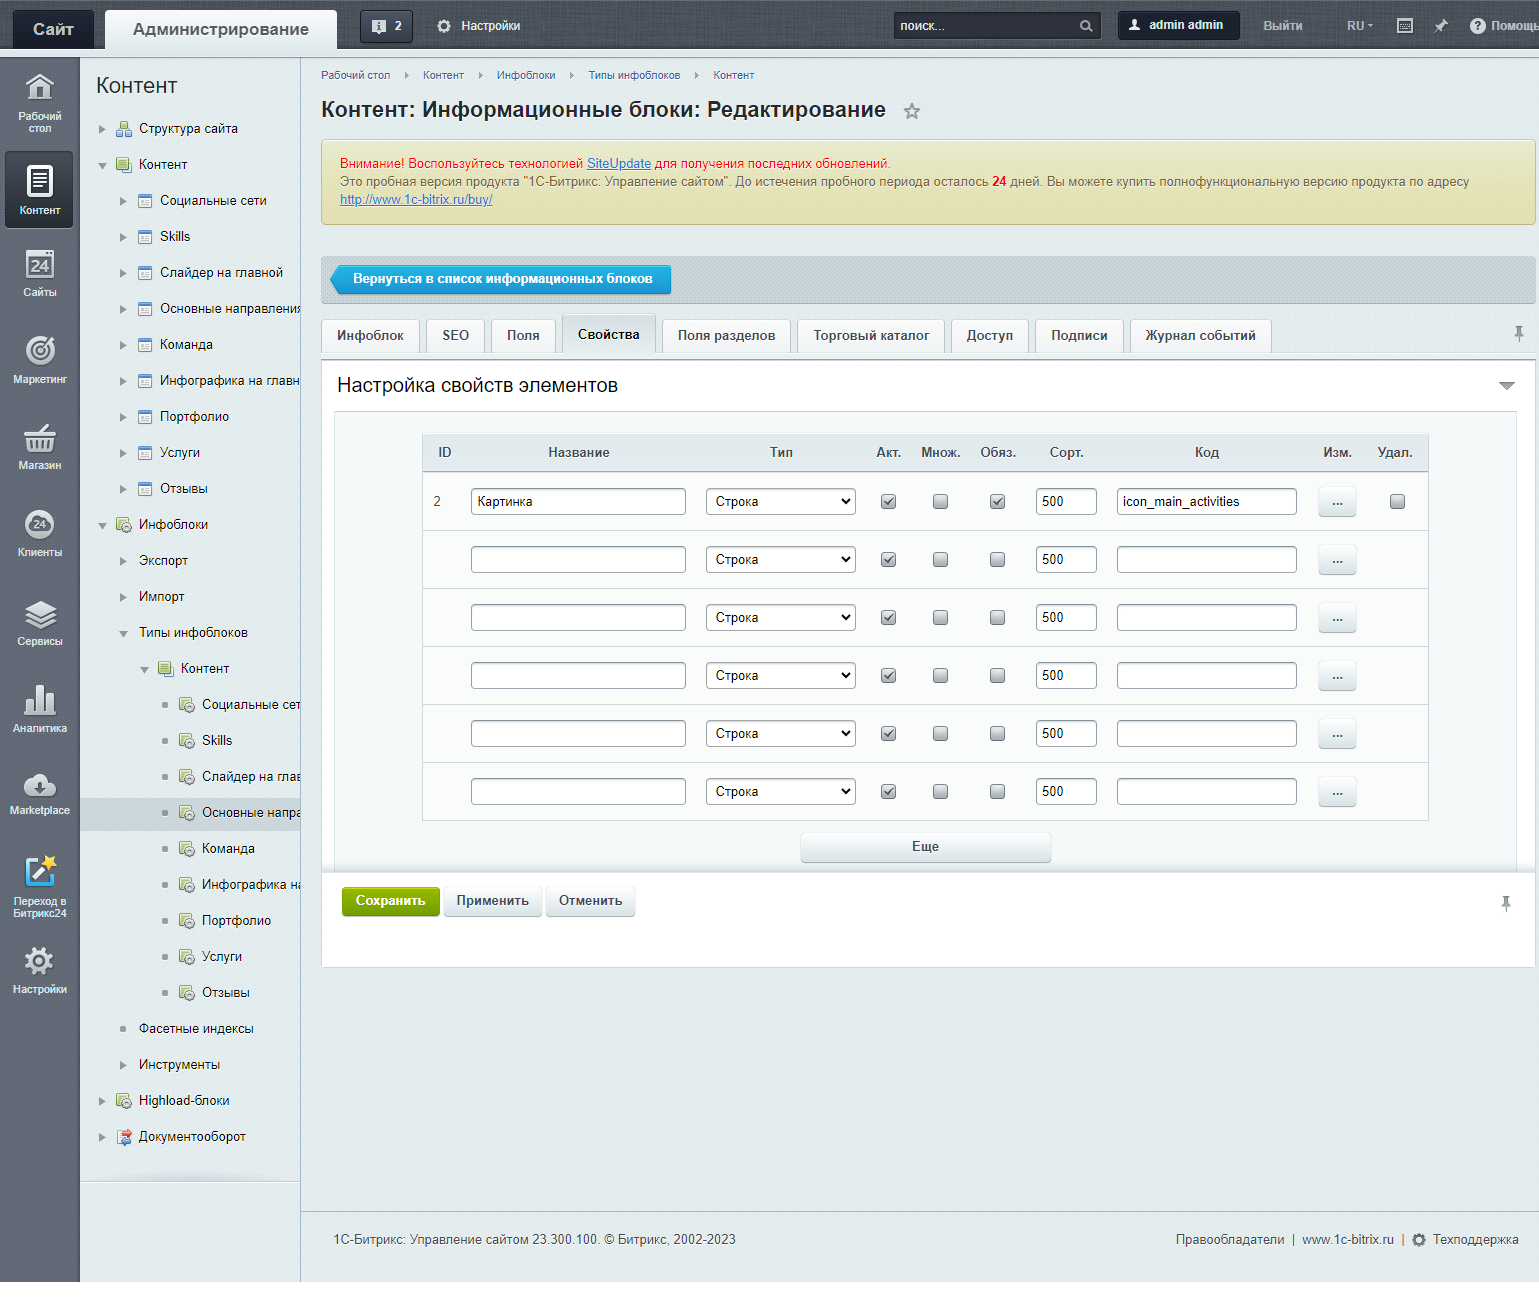 Сайт
Администрирование
2
Настройки
поиск...
admin admin
Выйти
RU
Помощь
Рабочий стол
Контент
24
Сайты
Маркетинг
Магазин
24
Клиенты
Сервисы
Аналитика
Marketplace
Переход в Битрикс24
Настройки
Контент
Структура сайта
Контент
Социальные сети
Skills
Слайдер на главной
Основные направления
Команда
Инфографика на главн
Портфолио
Услуги
Отзывы
Инфоблоки
Экспорт
Импорт
Типы инфоблоков
Контент
Социальные сет
Skills
Слайдер на глав
Основные напра
Команда
Инфографика на
Портфолио
Услуги
Отзывы
Фасетные индексы
Инструменты
Highload-блоки
Документооборот
Рабочий стол Контент Инфоблоки Типы инфоблоков Контент
Контент: Информационные блоки: Редактирование
Внимание! Воспользуйтесь технологией SiteUpdate для получения последних обновлений.
Это пробная версия продукта "1С-Битрикс: Управление сайтом". До истечения пробного периода осталось 24 дней. Вы можете купить полнофункциональную версию продукта по адресу
http://www.1c-bitrix.ru/buy/
Вернуться в список информационных блоков
Инфоблок SEO Поля Свойства Поля разделов Торговый каталог Доступ Подписи Журнал событий
Настройка свойств элементов
ID Название Тип Акт. Множ. Обяз. Сорт. Код Изм. Удал.
2 Картинка Строка 500 icon_main_activities ...
Строка 500 ...
Строка 500 ...
Строка 500 ...
Строка 500 ...
Строка 500 ...
Еще
Сохранить Применить Отменить
1С-Битрикс: Управление сайтом 23.300.100. © Битрикс, 2002-2023
Правообладатели | www.1c-bitrix.ru | Техподдержка